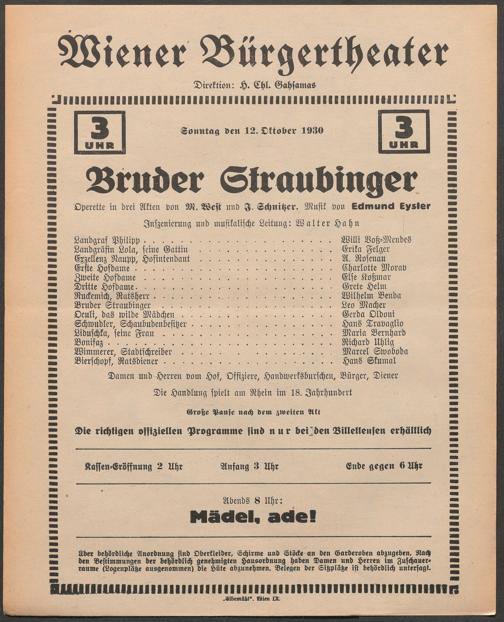 Wiener Bürgertheater
Direktion: H. Chl. Gahsamas
3 UHR
Sonntag den 12. Oktober 1930
3 UHR
Bruder Straubinger
Operette in drei Akten von M. West und J. Schnitzer. Musik von Edmund Eysler
Inszenierung und musikalische Leitung: Walter Hahn
Landgraf Philipp . . . Willi Voß-Mendes
Landgräfin Lola, seine Gattin . . . Erika Felger
Exzellenz Naupp, Hofintendant . . . A. Rosenau
Erste Hofdame . . . Charlotte Morav
Zweite Hofdame . . . Else Koßmar
Dritte Hofdame . . . Grete Helm
Ruckemich, Ratsherr . . . Wilhelm Benda
Bruder Straubinger . . . Leo Macher
Oculi, das wilde Mädchen . . . Gerda Oldoni
Schwudler, Schaubudenbesitzer . . . Hans Travaglio
Liduschka, seine Frau . . . Maria Bernhard
Bonifaz . . . Richard Uhlig
Wimmerer, Stadtschreiber . . . Marcel Swoboda
Bierschopf, Ratsdiener . . . Hans Skumal
Damen und Herren vom Hof, Offiziere, Handwerksburschen, Bürger, Diener
Die Handlung spielt am Rhein im 18. Jahrhundert
Große Pause nach dem zweiten Akt
Die richtigen offiziellen Programme sind nur bei den Billetteusen erhältlich
Kassen-Eröffnung 2 Uhr Anfang 3 Uhr Ende gegen 6 Uhr
Abends 8 Uhr:
Mädel, ade!
Über behördliche Anordnung sind Oberkleider, Schirme und Stöcke an den Garderoben abzugeben. Nach
den Bestimmungen der behördlich genehmigten Hausordnung haben Damen und Herren im Zuschauer-
raume (Logenplätze ausgenommen) die Hüte abzunehmen. Belegen der Sitzplätze ist behördlich untersagt.
Wien IX.